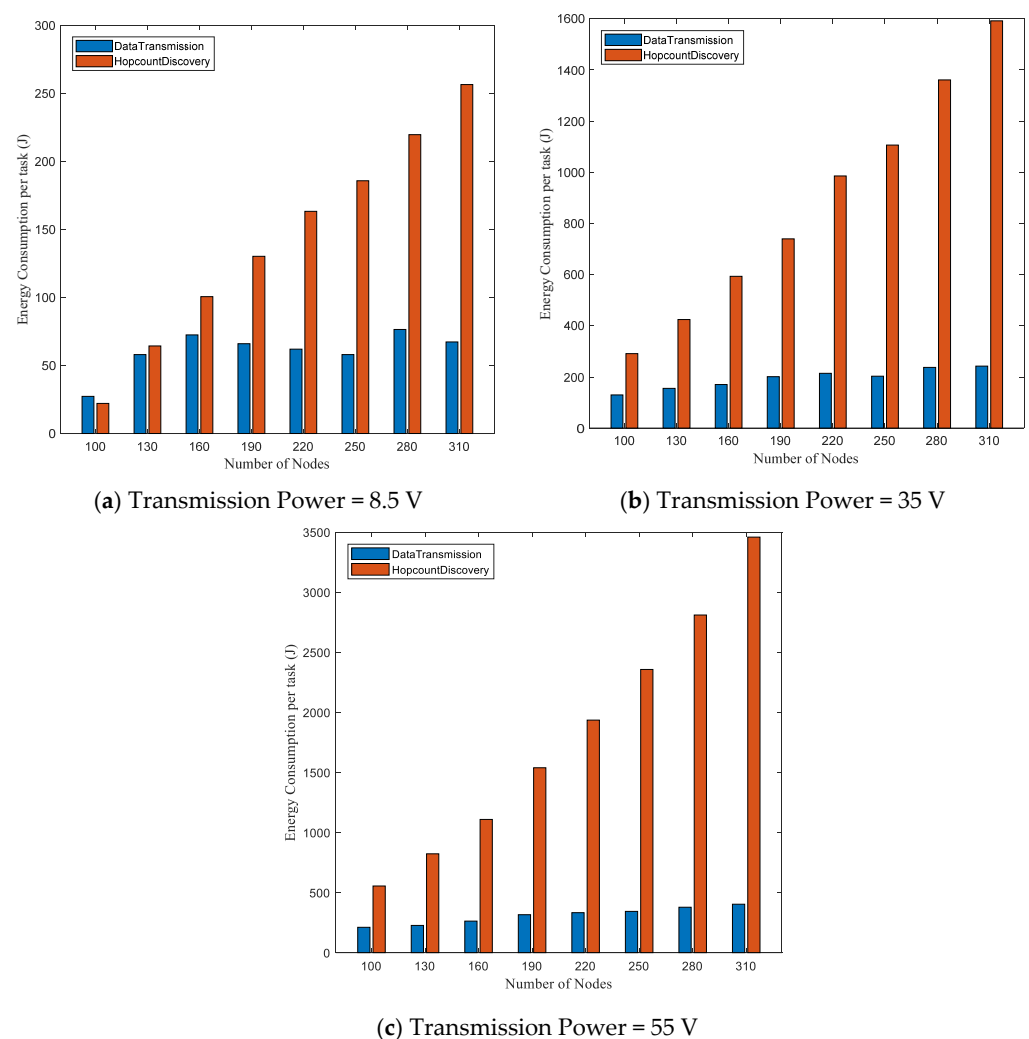 300
250
200
150
100
50
0
Energy Consumption per task (J)
DataTransmission
HopcountDiscovery
100 130 160 190 220 250 280 310
Number of Nodes
(a) Transmission Power = 8.5 V
1600
1400
1200
1000
800
600
400
200
0
Energy Consumption per task (J)
DataTransmission
HopcountDiscovery
100 130 160 190 220 250 280 310
Number of Nodes
(b) Transmission Power = 35 V
3500
3000
2500
2000
1500
1000
500
0
Energy Consumption per task (J)
DataTransmission
HopcountDiscovery
100 130 160 190 220 250 280 310
Number of Nodes
(c) Transmission Power = 55 V